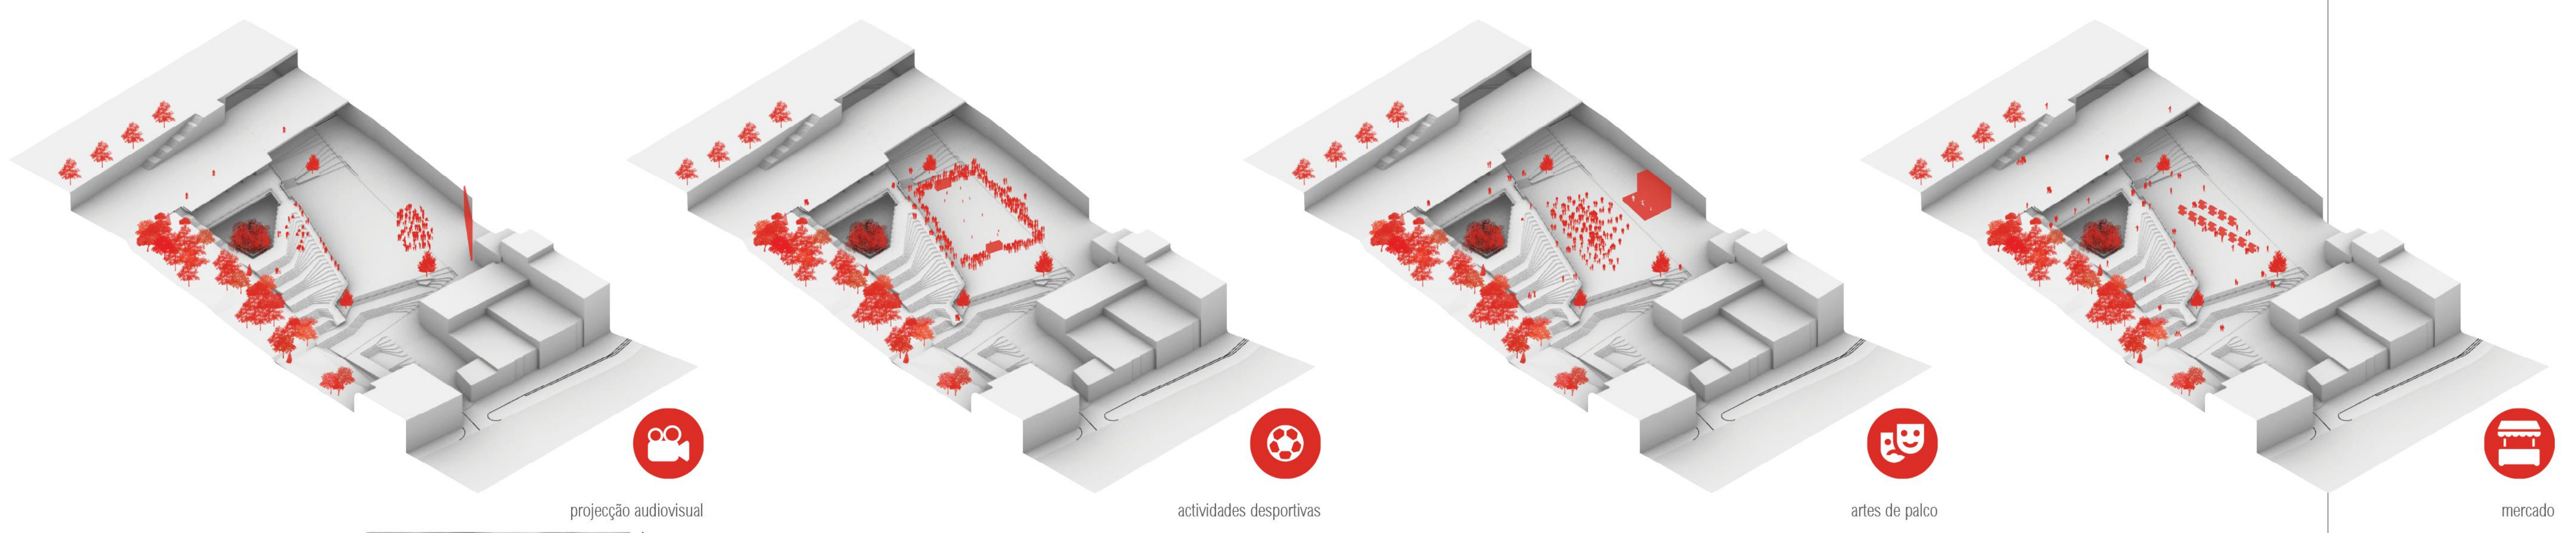 projecção audiovisual
actividades desportivas
artes de palco
mercado